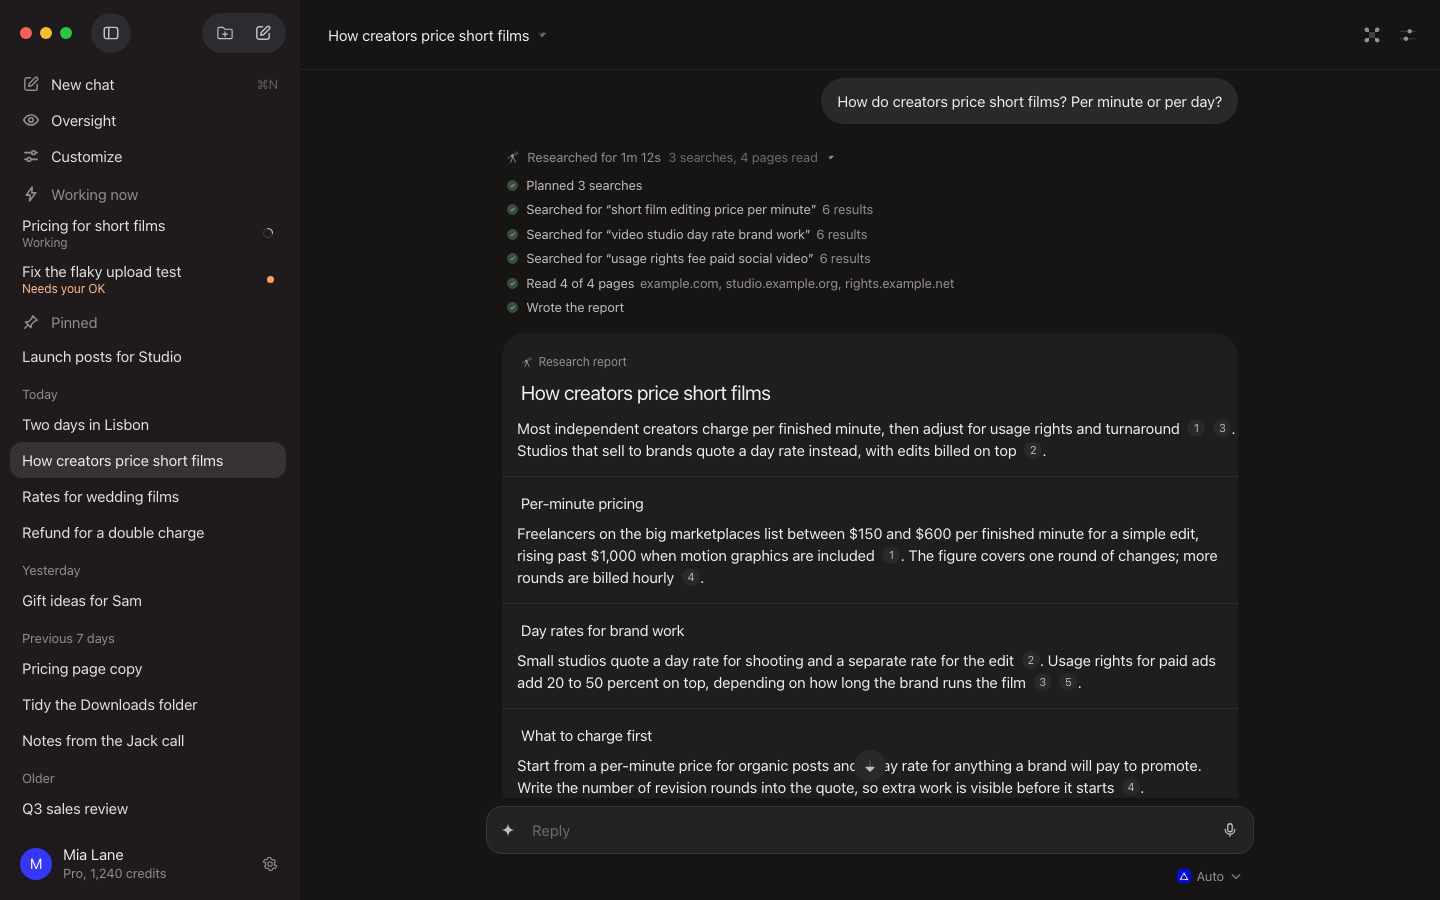 How creators price short films
New chat
⌘N
Oversight
Customize
Working now
Pricing for short films
Working
Fix the flaky upload test
Needs your OK
Pinned
Launch posts for Studio
Today
Two days in Lisbon
How creators price short films
Rates for wedding films
Refund for a double charge
Yesterday
Gift ideas for Sam
Previous 7 days
Pricing page copy
Tidy the Downloads folder
Notes from the Jack call
Older
Q3 sales review
M
Mia Lane
Pro, 1,240 credits
How do creators price short films? Per minute or per day?
Researched for 1m 12s 3 searches, 4 pages read
Planned 3 searches
Searched for “short film editing price per minute” 6 results
Searched for “video studio day rate brand work” 6 results
Searched for “usage rights fee paid social video” 6 results
Read 4 of 4 pages example.com, studio.example.org, rights.example.net
Wrote the report
Research report
How creators price short films
Most independent creators charge per finished minute, then adjust for usage rights and turnaround 1 3.
Studios that sell to brands quote a day rate instead, with edits billed on top 2.
Per-minute pricing
Freelancers on the big marketplaces list between $150 and $600 per finished minute for a simple edit,
rising past $1,000 when motion graphics are included 1. The figure covers one round of changes; more
rounds are billed hourly 4.
Day rates for brand work
Small studios quote a day rate for shooting and a separate rate for the edit 2. Usage rights for paid ads
add 20 to 50 percent on top, depending on how long the brand runs the film 3 5.
What to charge first
Start from a per-minute price for organic posts and rate for anything a brand will pay to promote.
Write the number of revision rounds into the quote, so extra work is visible before it starts 4.
Reply
Auto